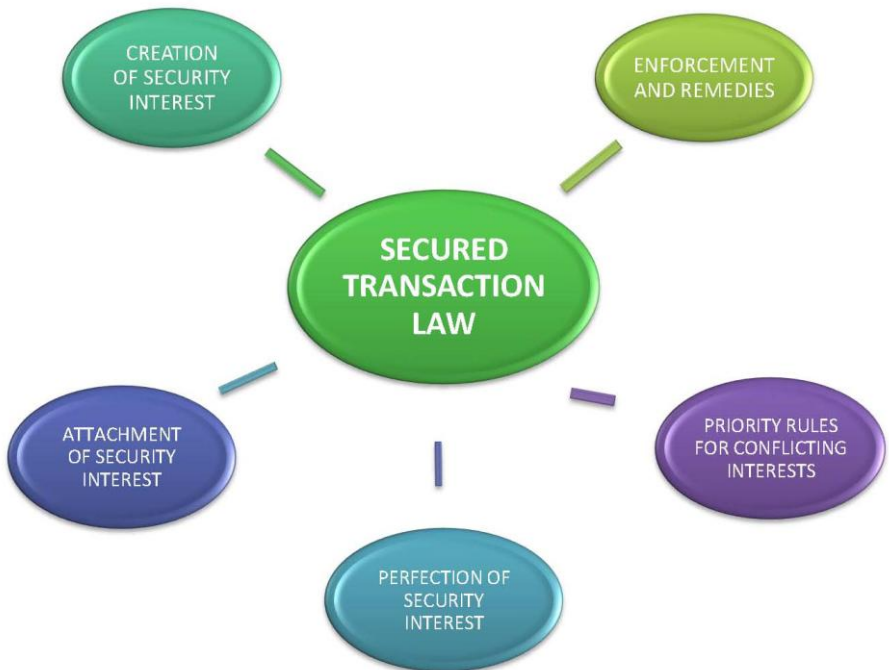 CREATION
OF SECURITY
INTEREST
ENFORCEMENT
AND REMEDIES
SECURED
TRANSACTION
LAW
ATTACHMENT
OF SECURITY
INTEREST
PRIORITY RULES
FOR CONFLICTING
INTERESTS
PERFECTION OF
SECURITY
INTEREST